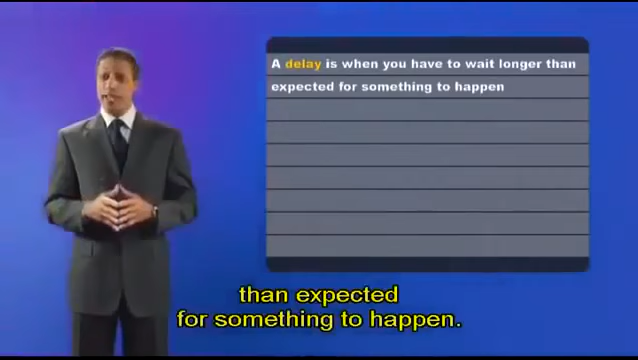 A delay is when you have to wait longer than
expected for something to happen
than expected
for something to happen.